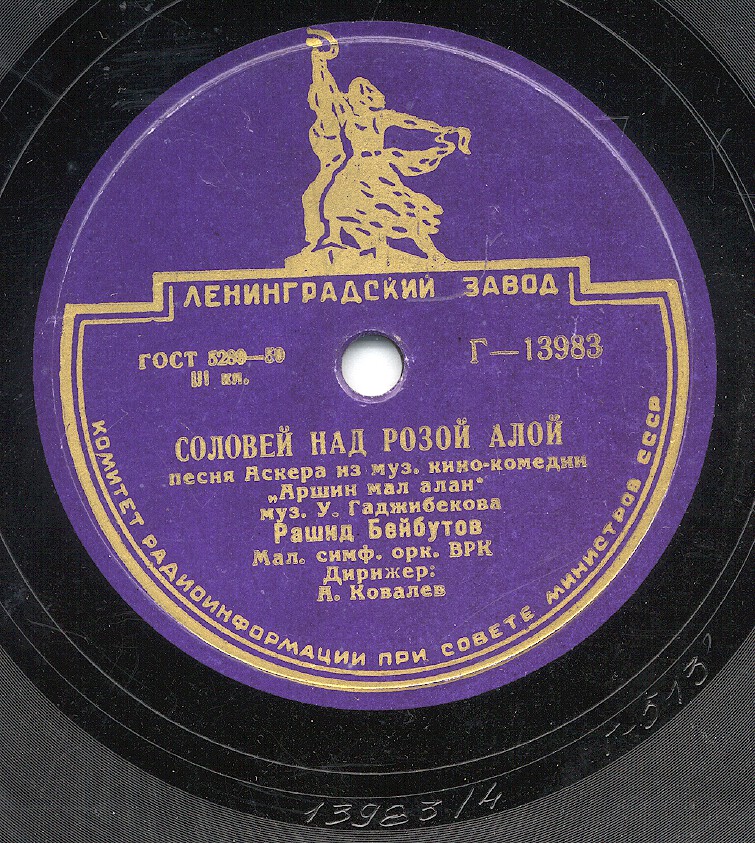 ЛЕНИНГРАДСКИЙ ЗАВОД
ГОСТ 5289—50
III кл.
Г—13983
СОЛОВЕЙ НАД РОЗОЙ АЛОЙ
песня Аскера из муз. кино-комедии
„Аршин мал алан"
муз. У. Гаджибекова
Рашид Бейбутов
Мал. симф. орк. ВРК
Дирижер:
А. Ковалев
КОМИТЕТ РАДИОИНФОРМАЦИИ ПРИ СОВЕТЕ МИНИСТРОВ СССР
13983/4